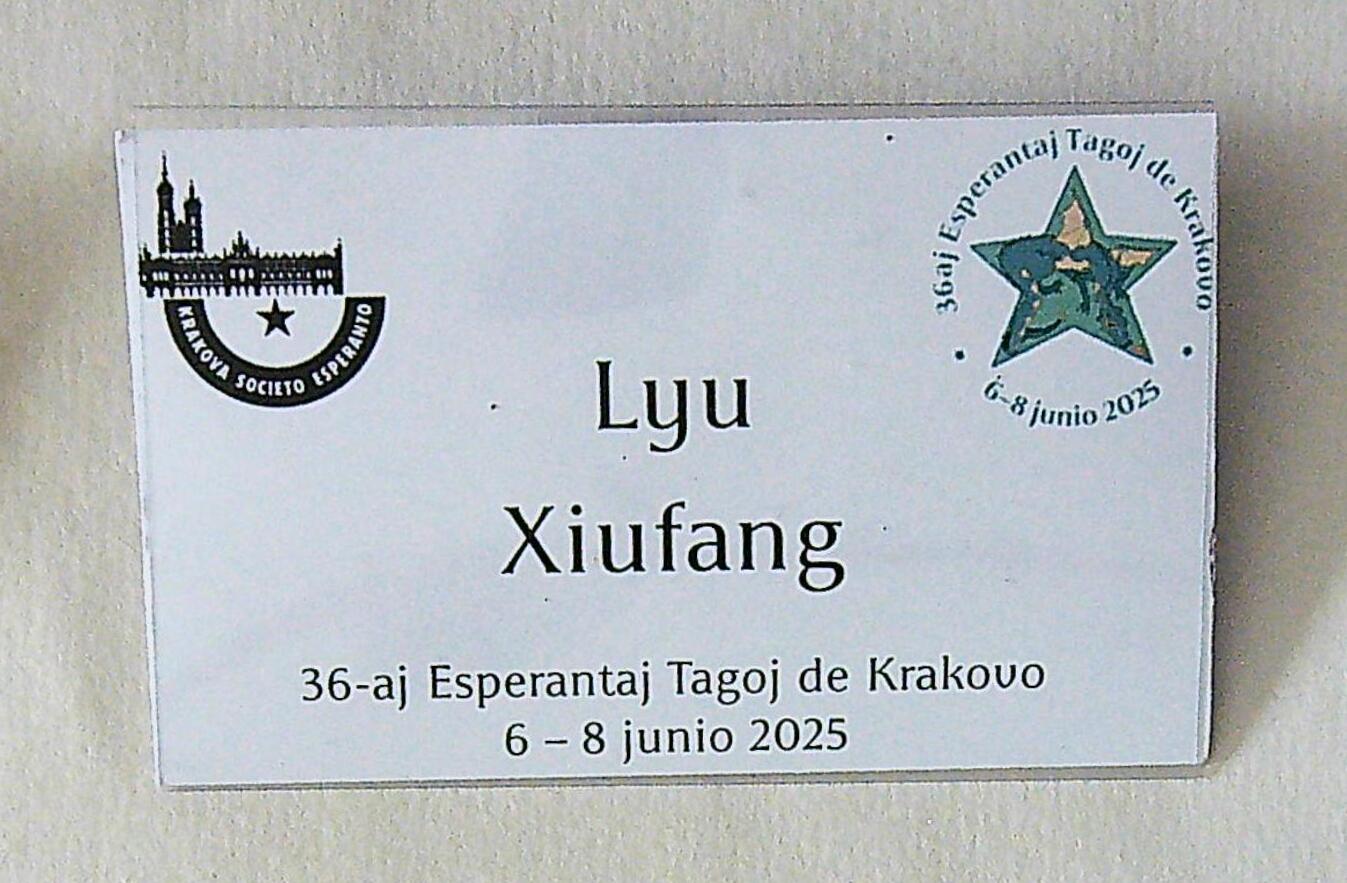 KRAKOVA SOCIETO ESPERANTO
36aj Esperantaj Tagoj de Krakovo
6–8 junio 2025
Lyu
Xiufang
36-aj Esperantaj Tagoj de Krakovo
6 – 8 junio 2025